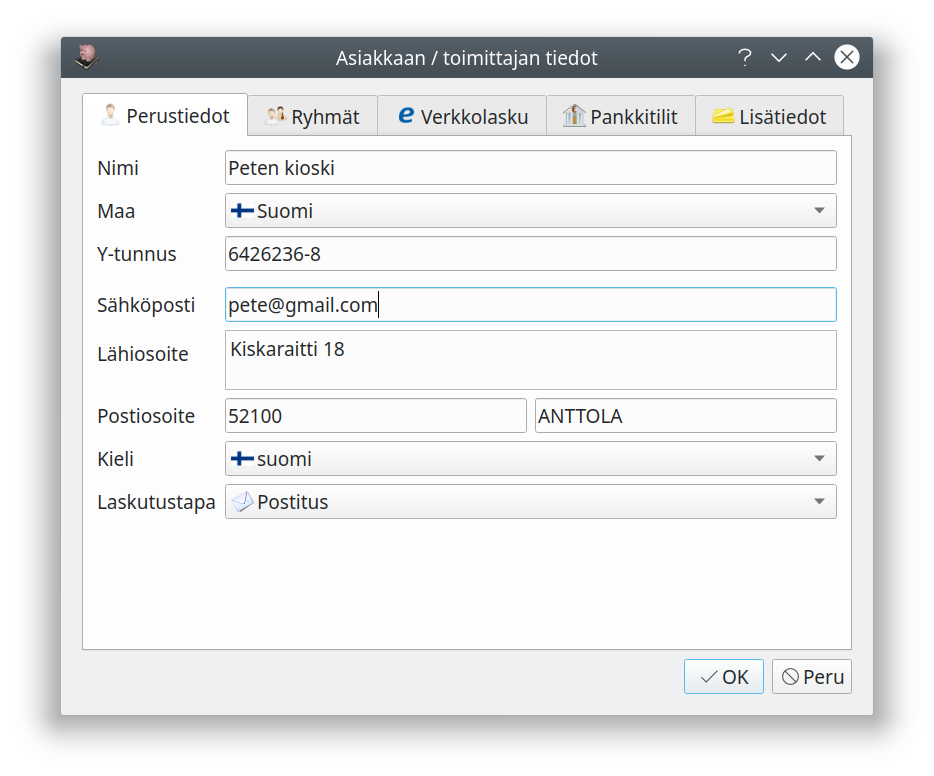 Asiakkaan / toimittajan tiedot
Perustiedot Ryhmät Verkkolasku Pankkitilit Lisätiedot
Nimi Peten kioski
Maa Suomi
Y-tunnus 6426236-8
Sähköposti pete@gmail.com
Lähiosoite Kiskaraitti 18
Postiosoite 52100 ANTTOLA
Kieli suomi
Laskutustapa Postitus
OK Peru